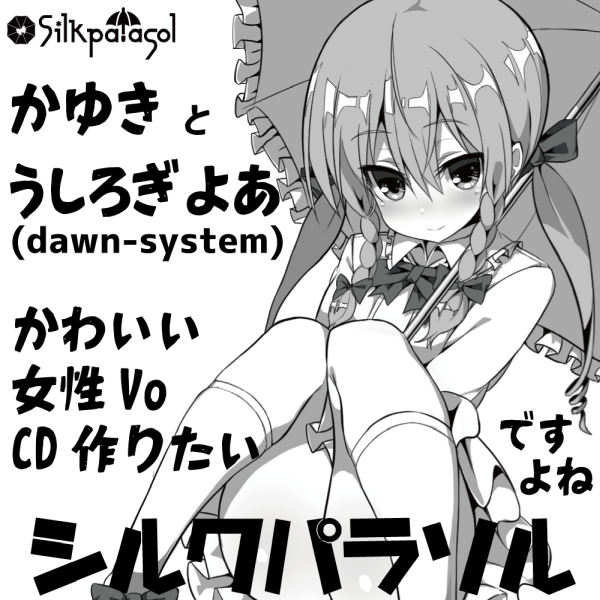 Silkparasol
かゆき と
うしろぎよあ
(dawn-system)
かわいい
女性 Vo
CD 作りたい
です
よね
シルクパラソル